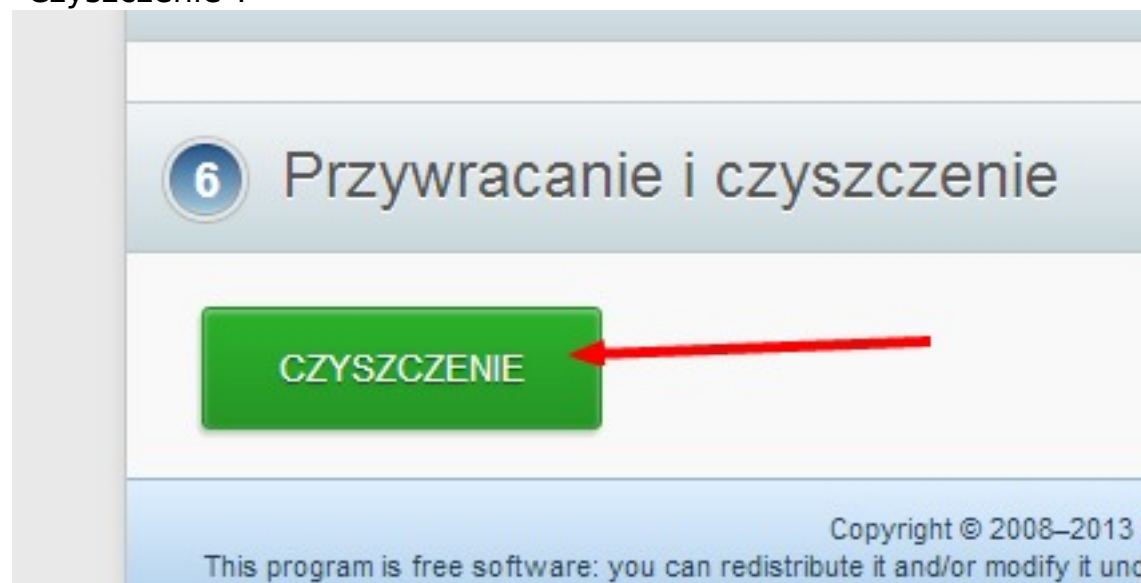 6 Przywracanie i czyszczenie
CZYSZCZENIE
Copyright © 2008–2013
This program is free software: you can redistribute it and/or modify it